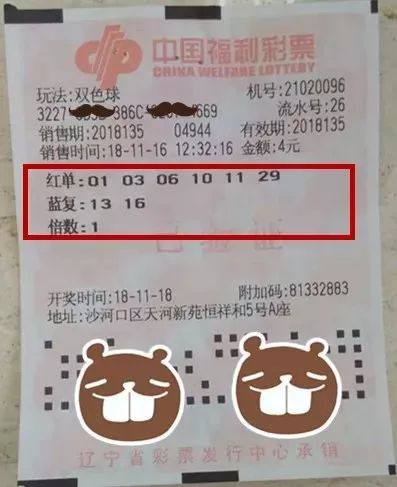 中国福利彩票
CHINA WELFARE LOTTERY
玩法:双色球 机号:21020096
流水号:26
销售期:2018135 04944 有效期:2018135
销售时间:18-11-16 12:32:16 金额:4元
红单:01 03 06 10 11 29
蓝复:13 16
倍数:1
已验证
开奖时间:18-11-18 附加码:81332883
地址:沙河口区天河新苑恒祥和5号A座
辽宁省彩票发行中心承销